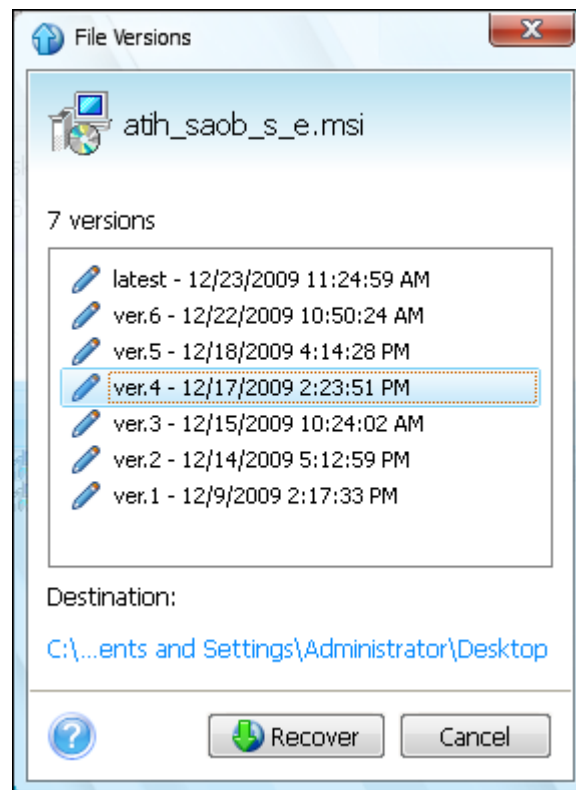 File Versions
atih_saob_s_e.msi
7 versions
latest - 12/23/2009 11:24:59 AM
ver.6 - 12/22/2009 10:50:24 AM
ver.5 - 12/18/2009 4:14:28 PM
ver.4 - 12/17/2009 2:23:51 PM
ver.3 - 12/15/2009 10:24:02 AM
ver.2 - 12/14/2009 5:12:59 PM
ver.1 - 12/9/2009 2:17:33 PM
Destination:
C:\...ents and Settings\Administrator\Desktop
? Recover Cancel